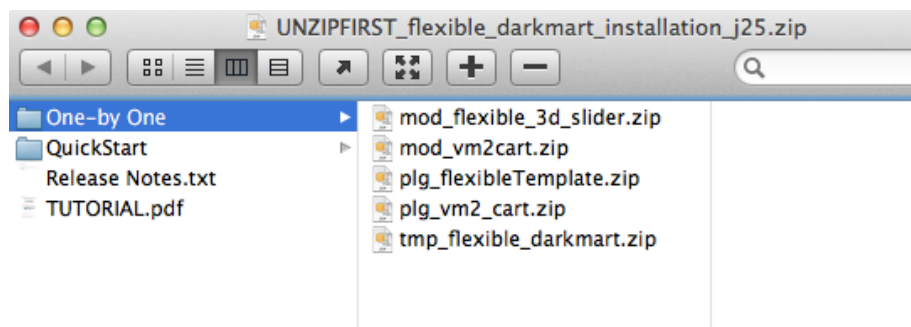 UNZIPFIRST_flexible_darkmart_installation_j25.zip
One-by One
QuickStart
Release Notes.txt
TUTORIAL.pdf
mod_flexible_3d_slider.zip
mod_vm2cart.zip
plg_flexibleTemplate.zip
plg_vm2_cart.zip
tmp_flexible_darkmart.zip